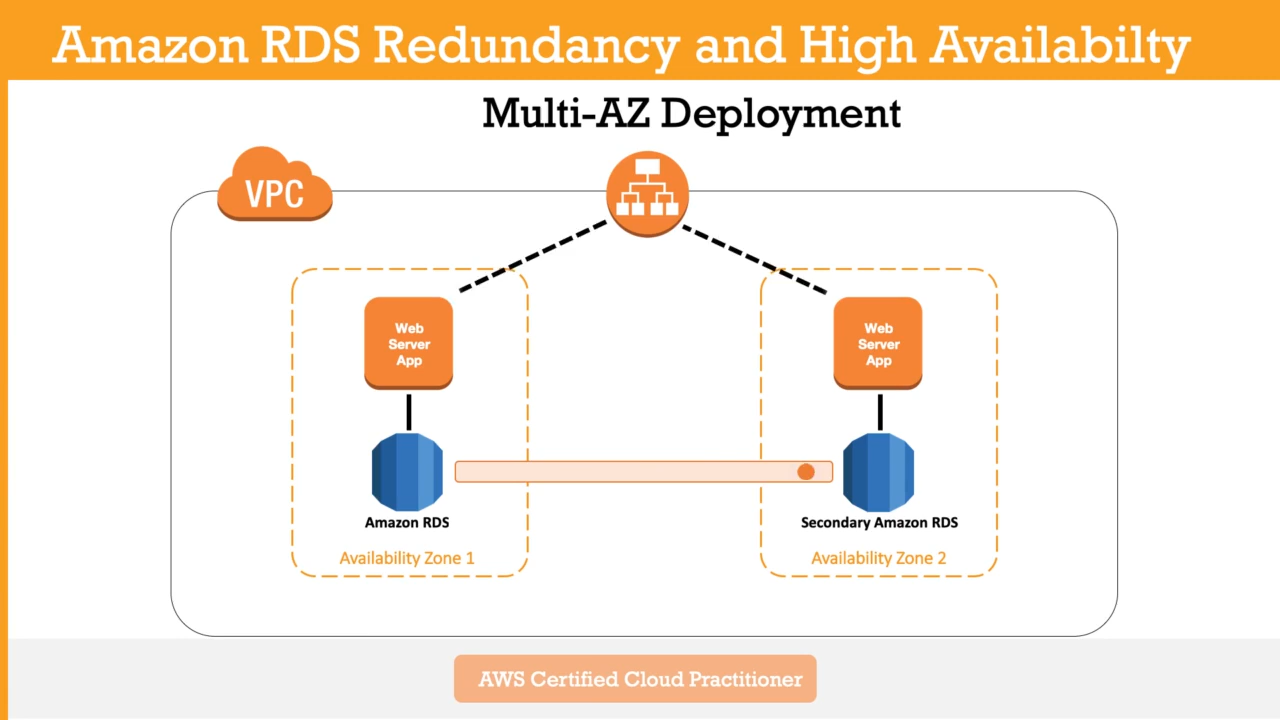 Amazon RDS Redundancy and High Availabilty
Multi-AZ Deployment
VPC
Web
Server
App
Web
Server
App
Amazon RDS
Secondary Amazon RDS
Availability Zone 1
Availability Zone 2
AWS Certified Cloud Practitioner